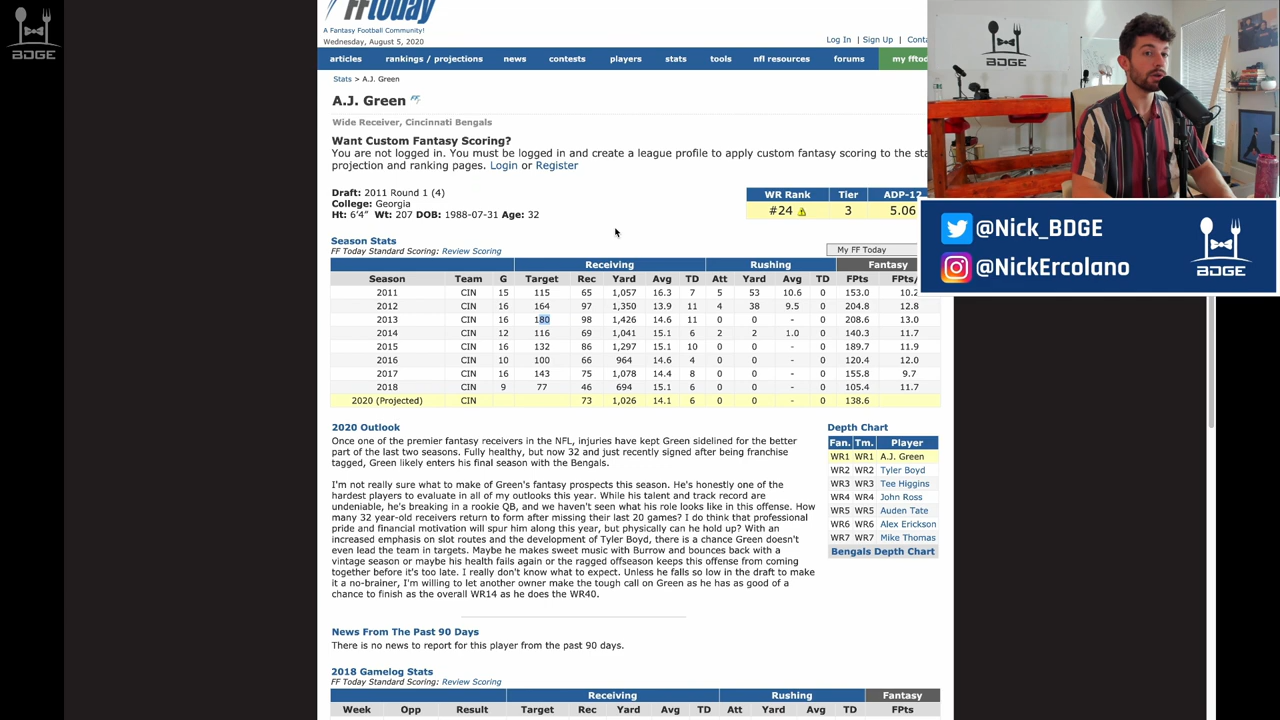 BDGE
FFtoday
A Fantasy Football Community!
Wednesday, August 5, 2020
Log In | Sign Up |
articles rankings / projections news contests players stats tools nfl resources forums
Stats > A.J. Green
A.J. Green
Wide Receiver, Cincinnati Bengals
Want Custom Fantasy Scoring?
You are not logged in. You must be logged in and create a league profile to apply custom fantasy scoring to the
projection and ranking pages. Login or Register
Draft: 2011 Round 1 (4)
College: Georgia
Ht: 6'4" Wt: 207 DOB: 1988-07-31 Age: 32
WR Rank Tier ADP-12
#24 3 5.06
BDGE
@Nick_BDGE
@NickErcolano
BDGE
Season Stats
FF Today Standard Scoring: Review Scoring
My FF Today
Receiving Rushing Fantasy
Season Team G Target Rec Yard Avg TD Att Yard Avg TD FPts FPts/
2011 CIN 15 115 65 1,057 16.3 7 5 53 10.6 0 153.0 10.2
2012 CIN 16 164 97 1,350 13.9 11 4 38 9.5 0 204.8 12.8
2013 CIN 16 180 98 1,426 14.6 11 0 0 - 0 208.6 13.0
2014 CIN 12 116 69 1,041 15.1 6 2 2 1.0 0 140.3 11.7
2015 CIN 16 132 86 1,297 15.1 10 0 0 - 0 189.7 11.9
2016 CIN 10 100 66 964 14.6 4 0 0 - 0 120.4 12.0
2017 CIN 16 143 75 1,078 14.4 8 0 0 - 0 155.8 9.7
2018 CIN 9 77 46 694 15.1 6 0 0 - 0 105.4 11.7
2020 (Projected) CIN 73 1,026 14.1 6 0 0 - 0 138.6
2020 Outlook
Once one of the premier fantasy receivers in the NFL, injuries have kept Green sidelined for the better
part of the last two seasons. Fully healthy, but now 32 and just recently signed after being franchise
tagged, Green likely enters his final season with the Bengals.
I'm not really sure what to make of Green's fantasy prospects this season. He's honestly one of the
hardest players to evaluate in all of my outlooks this year. While his talent and track record are
undeniable, he's breaking in a rookie QB, and we haven't seen what his role looks like in this offense. How
many 32 year-old receivers return to form after missing their last 20 games? I do think that professional
pride and financial motivation will spur him along this year, but physically can he hold up? With an
increased emphasis on slot routes and the development of Tyler Boyd, there is a chance Green doesn't
even lead the team in targets. Maybe he makes sweet music with Burrow and bounces back with a
vintage season or maybe his health fails again or the ragged offseason keeps this offense from coming
together before it's too late. I really don't know what to expect. Unless he falls so low in the draft to make
it a no-brainer, I'm willing to let another owner make the tough call on Green as he has as good of a
chance to finish as the overall WR14 as he does the WR40.
Depth Chart
Fan. Tm. Player
WR1 WR1 A.J. Green
WR2 WR2 Tyler Boyd
WR3 WR3 Tee Higgins
WR4 WR4 John Ross
WR5 WR5 Auden Tate
WR6 WR6 Alex Erickson
WR7 WR7 Mike Thomas
Bengals Depth Chart
News From The Past 90 Days
There is no news to report for this player from the past 90 days.
2018 Gamelog Stats
FF Today Standard Scoring: Review Scoring
Receiving Rushing Fantasy
Week Opp Result Target Rec Yard Avg TD Att Yard Avg TD FPts